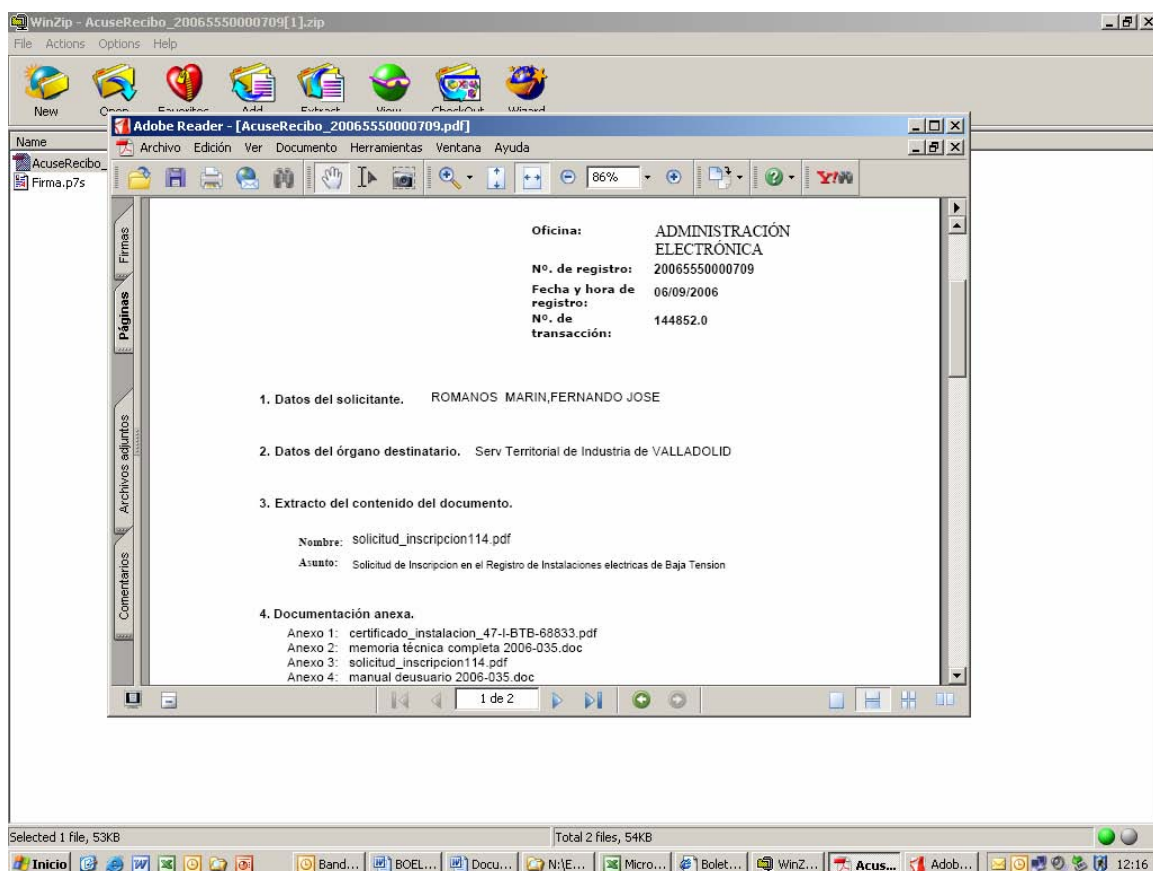 WinZip - AcuseRecibo_20065550000709[1].zip
File Actions Options Help
New Open Favorites Add Extract View CheckOut Wizard
Name
AcuseRecibo_
Firma.p7s
Adobe Reader - [AcuseRecibo_20065550000709.pdf]
Archivo Edición Ver Documento Herramientas Ventana Ayuda
86%
Y!
Firmas
Páginas
Archivos adjuntos
Comentarios
Oficina: ADMINISTRACIÓN
ELECTRÓNICA
Nº. de registro: 20065550000709
Fecha y hora de
registro: 06/09/2006
Nº. de
transacción: 144852.0
1. Datos del solicitante. ROMANOS MARIN,FERNANDO JOSE
2. Datos del órgano destinatario. Serv Territorial de Industria de VALLADOLID
3. Extracto del contenido del documento.
Nombre: solicitud_inscripcion114.pdf
Asunto: Solicitud de Inscripcion en el Registro de Instalaciones electricas de Baja Tension
4. Documentación anexa.
Anexo 1: certificado_instalacion_47-I-BTB-68833.pdf
Anexo 2: memoria técnica completa 2006-035.doc
Anexo 3: solicitud_inscripcion114.pdf
Anexo 4: manual deusuario 2006-035.doc
1 de 2
Selected 1 file, 53KB Total 2 files, 54KB
Inicio Band... BOEL... Docu... N:\E... Micro... Bolet... WinZ... Acus... Adob... 12:16